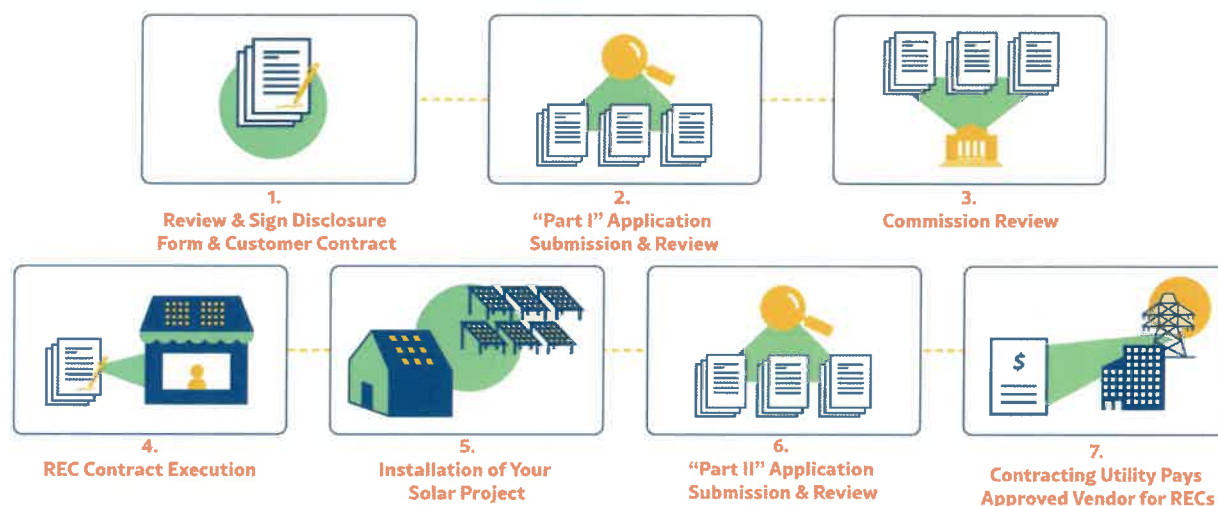 1.
Review & Sign Disclosure
Form & Customer Contract
2.
“Part I” Application
Submission & Review
3.
Commission Review
4.
REC Contract Execution
5.
Installation of Your
Solar Project
6.
“Part II” Application
Submission & Review
$
7.
Contracting Utility Pays
Approved Vendor for RECs